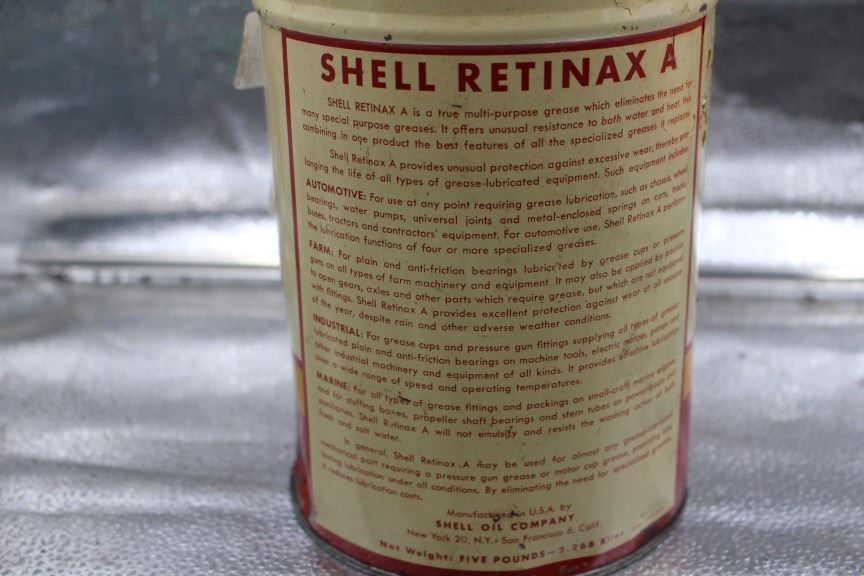 SHELL RETINAX A
SHELL RETINAX A is a true multi-purpose grease which eliminates the need for
many special purpose greases. It offers unusual resistance to both water and heat, thus
combining in one product the best features of all the specialized greases it replaces.
Shell Retinax A provides unusual protection against excessive wear, thereby pro-
longing the life of all types of grease-lubricated equipment. Such equipment includes:
AUTOMOTIVE: For use at any point requiring grease lubrication, such as chassis, wheel
bearings, water pumps, universal joints and metal-enclosed springs on cars, trucks,
buses, tractors and contractors' equipment. For automotive use, Shell Retinax A performs
the lubrication functions of four or more specialized greases.
FARM: For plain and anti-friction bearings lubricated by grease cups or pressure
guns on all types of farm machinery and equipment. It may also be applied by paddle
to open gears, axles and other parts which require grease, but which are not equipped
with fittings. Shell Retinax A provides excellent protection against wear at all seasons
of the year, despite rain and other adverse weather conditions.
INDUSTRIAL: For grease cups and pressure gun fittings supplying all types of grease-
lubricated plain and anti-friction bearings on machine tools, electric motors, pumps and
other industrial machinery and equipment of all kinds. It provides effective lubrication
over a wide range of speed and operating temperatures.
MARINE: For all types of grease fittings and packings on small-craft marine engines
and for stuffing boxes, propeller shaft bearings and stern tubes on power boats and
auxiliaries. Shell Retinax A will not emulsify and resists the washing action of both
fresh and salt water.
In general, Shell Retinax A may be used for almost any grease-lubricated
mechanical part requiring a pressure gun grease or motor cup grease, providing long
lasting lubrication under all conditions. By eliminating the need for specialized greases,
it reduces lubrication costs.
Manufactured in U.S.A. by
SHELL OIL COMPANY
New York 20, N.Y. San Francisco 6, Calif.
Net Weight: FIVE POUNDS—2.268 Kilos